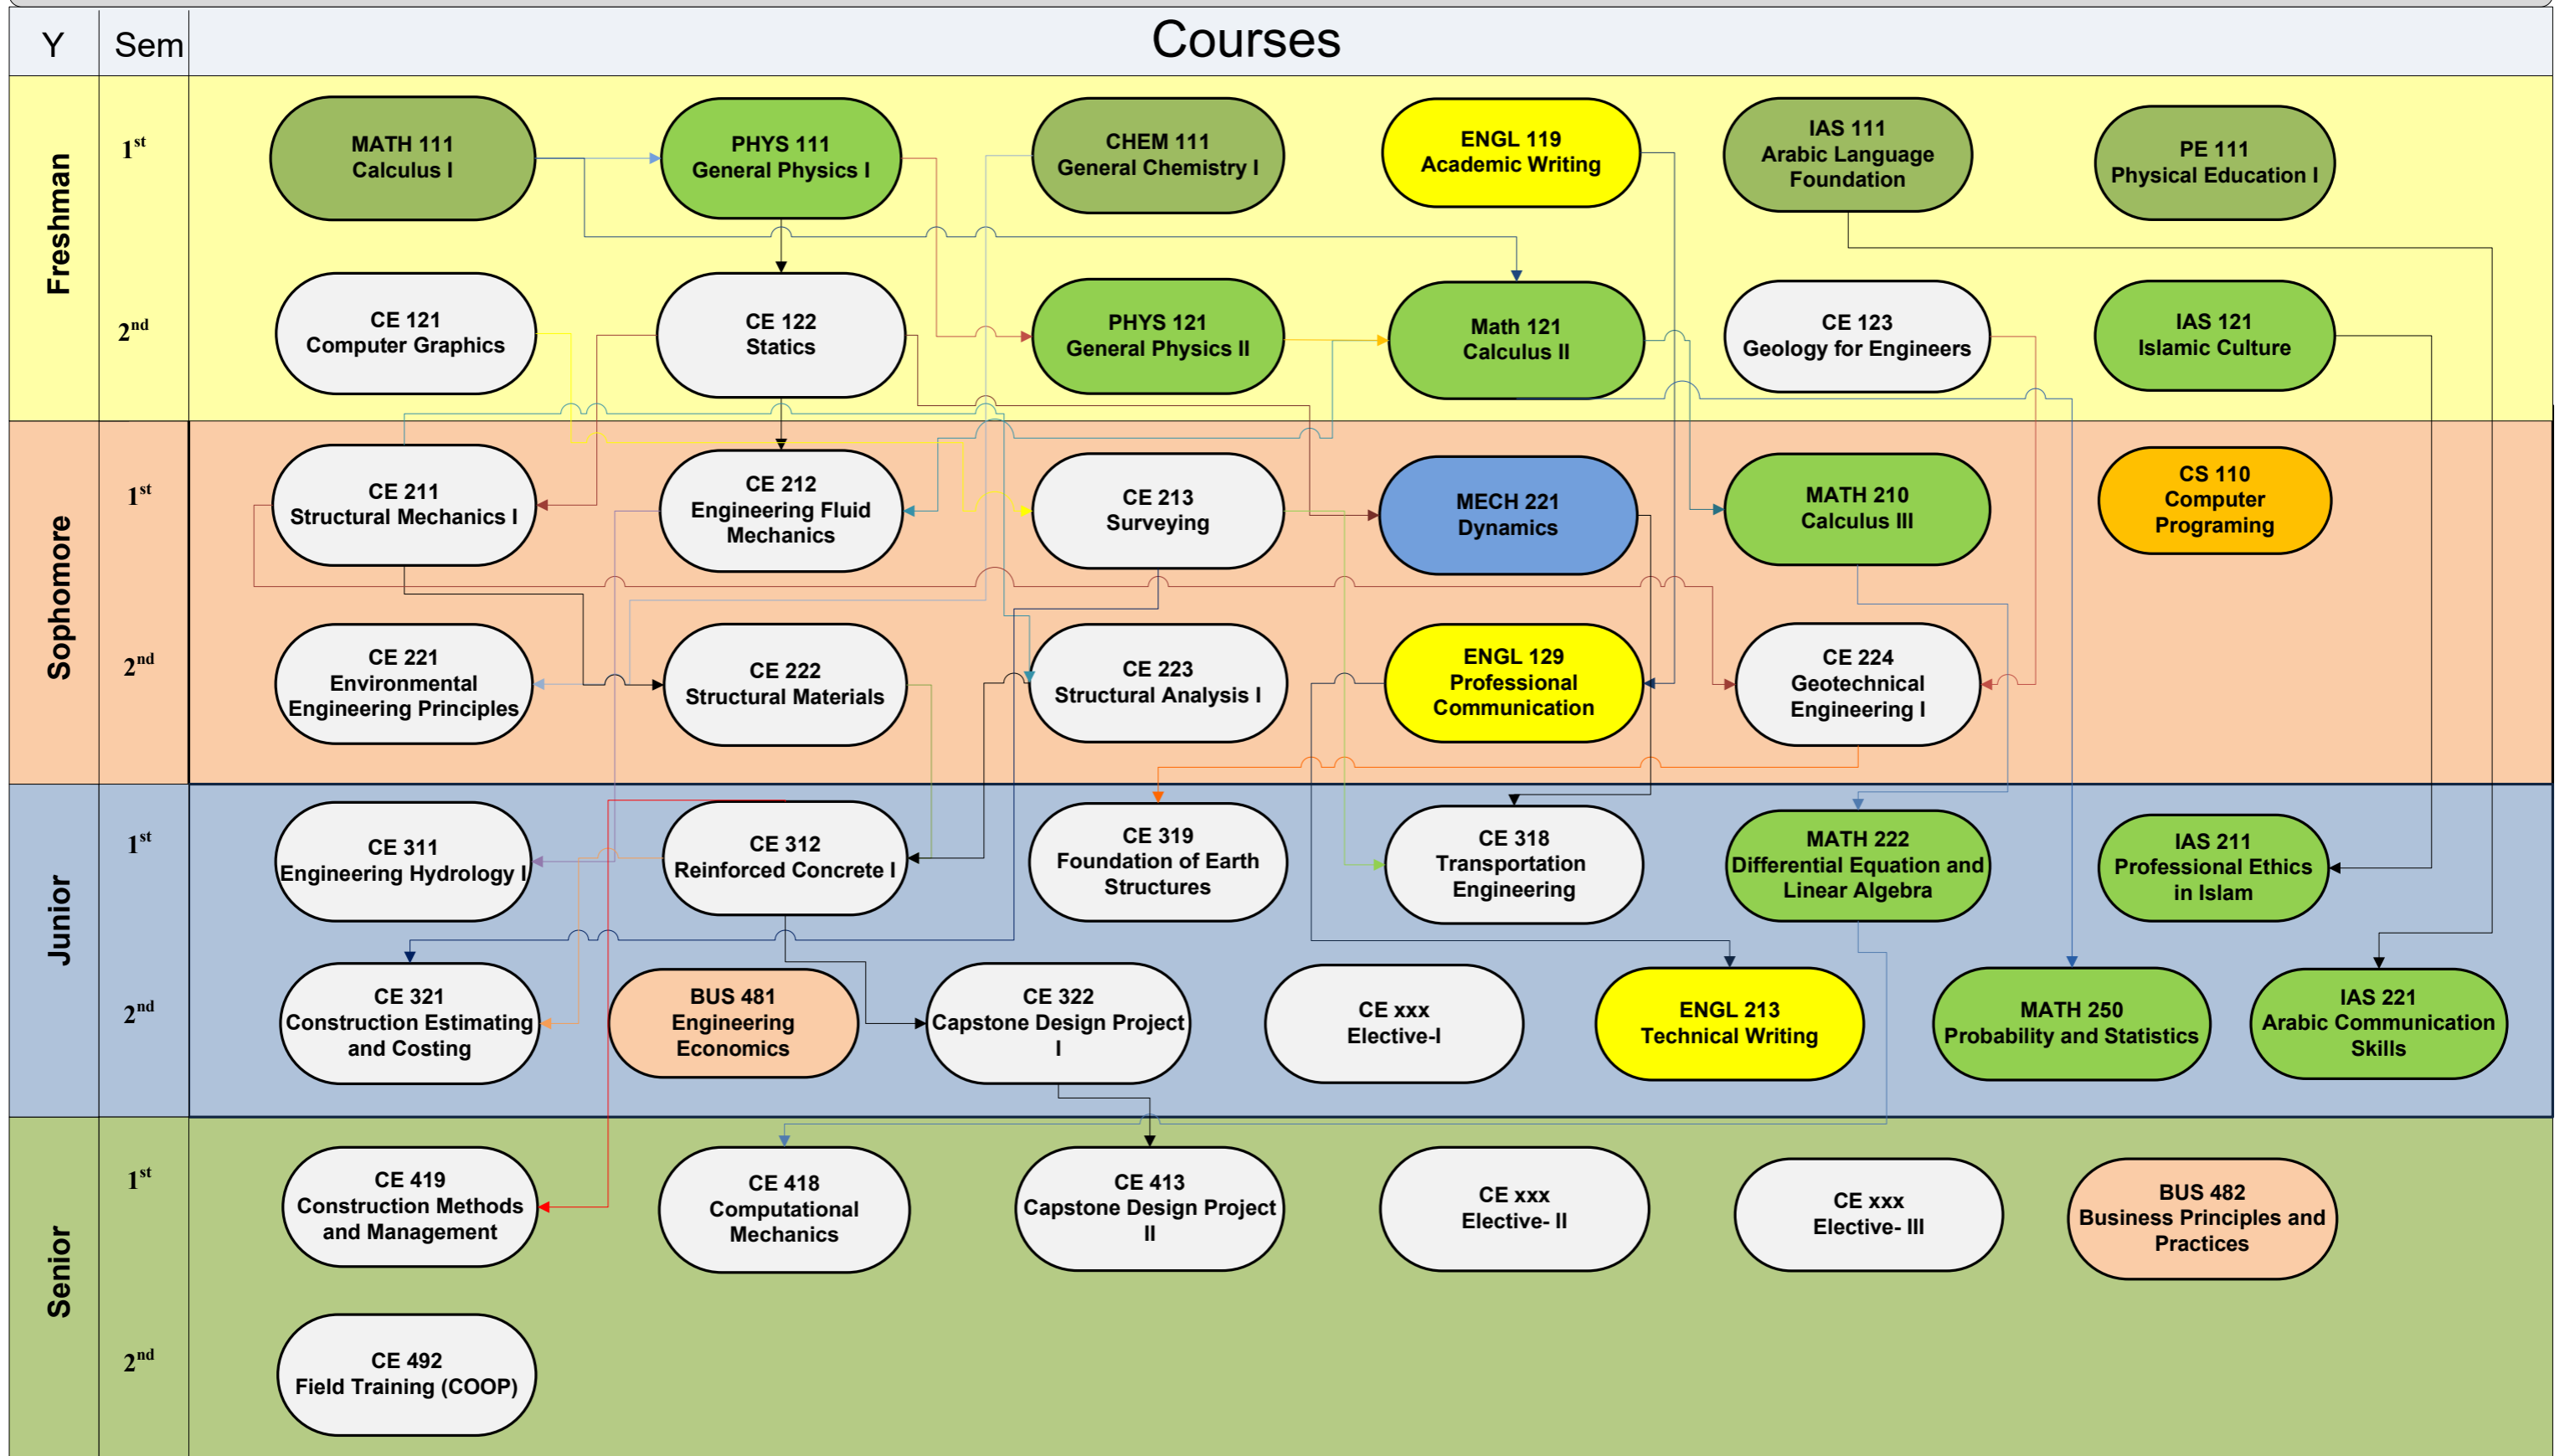 Y
Sem
Courses
Freshman
1st
MATH 111
Calculus I
PHYS 111
General Physics I
CHEM 111
General Chemistry I
ENGL 119
Academic Writing
IAS 111
Arabic Language
Foundation
PE 111
Physical Education I
2nd
CE 121
Computer Graphics
CE 122
Statics
PHYS 121
General Physics II
Math 121
Calculus II
CE 123
Geology for Engineers
IAS 121
Islamic Culture
Sophomore
1st
CE 211
Structural Mechanics I
CE 212
Engineering Fluid
Mechanics
CE 213
Surveying
MECH 221
Dynamics
MATH 210
Calculus III
CS 110
Computer
Programing
2nd
CE 221
Environmental
Engineering Principles
CE 222
Structural Materials
CE 223
Structural Analysis I
ENGL 129
Professional
Communication
CE 224
Geotechnical
Engineering I
Junior
1st
CE 311
Engineering Hydrology I
CE 312
Reinforced Concrete I
CE 319
Foundation of Earth
Structures
CE 318
Transportation
Engineering
MATH 222
Differential Equation and
Linear Algebra
IAS 211
Professional Ethics
in Islam
2nd
CE 321
Construction Estimating
and Costing
BUS 481
Engineering
Economics
CE 322
Capstone Design Project
I
CE xxx
Elective-I
ENGL 213
Technical Writing
MATH 250
Probability and Statistics
IAS 221
Arabic Communication
Skills
Senior
1st
CE 419
Construction Methods
and Management
CE 418
Computational
Mechanics
CE 413
Capstone Design Project
II
CE xxx
Elective- II
CE xxx
Elective- III
BUS 482
Business Principles and
Practices
2nd
CE 492
Field Training (COOP)